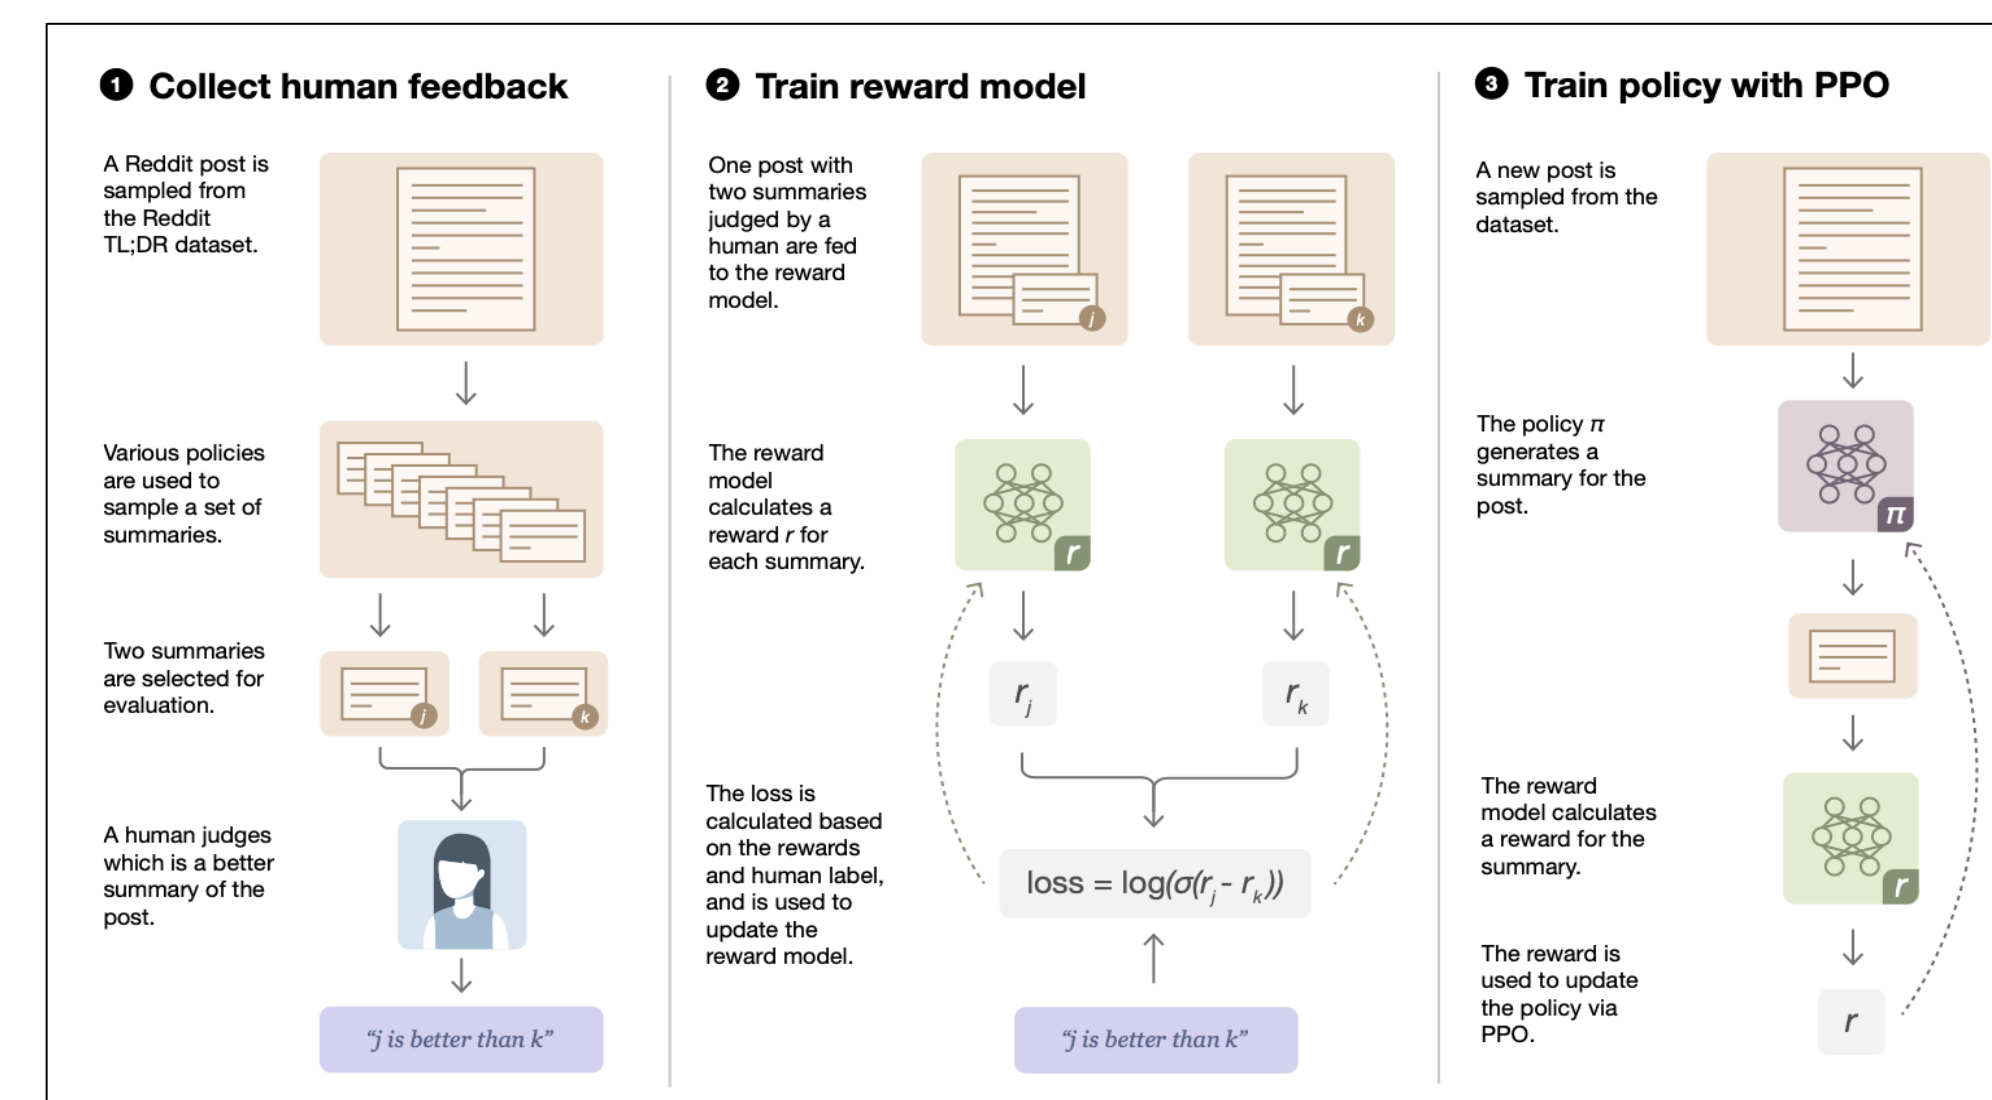 1 Collect human feedback
A Reddit post is
sampled from
the Reddit
TL;DR dataset.
Various policies
are used to
sample a set of
summaries.
Two summaries
are selected for
evaluation.
j
k
A human judges
which is a better
summary of the
post.
“j is better than k”
2 Train reward model
One post with
two summaries
judged by a
human are fed
to the reward
model.
j
k
The reward
model
calculates a
reward r for
each summary.
r
r
r_j
r_k
The loss is
calculated based
on the rewards
and human label,
and is used to
update the
reward model.
loss = log(σ(r_j - r_k))
“j is better than k”
3 Train policy with PPO
A new post is
sampled from the
dataset.
The policy π
generates a
summary for the
post.
π
The reward
model calculates
a reward for the
summary.
r
The reward is
used to update
the policy via
PPO.
r